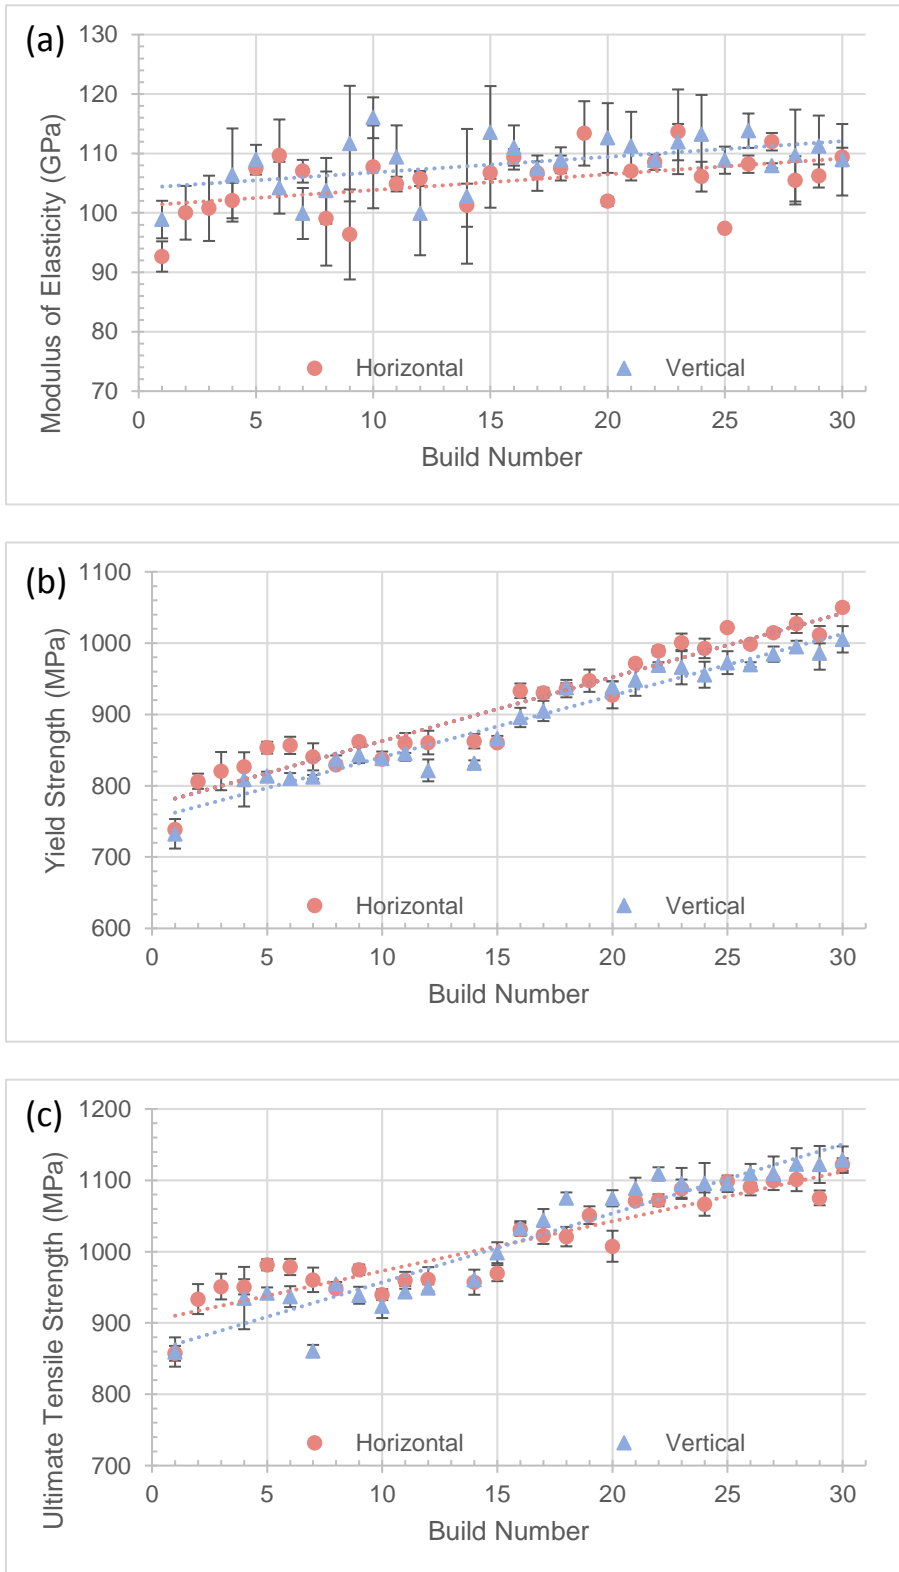 (a)
130
120
110
100
90
80
70
Modulus of Elasticity (GPa)
Horizontal
Vertical
0 5 10 15 20 25 30
Build Number
(b)
1100
1000
900
800
700
600
Yield Strength (MPa)
Horizontal
Vertical
0 5 10 15 20 25 30
Build Number
(c)
1200
1100
1000
900
800
700
Ultimate Tensile Strength (MPa)
Horizontal
Vertical
0 5 10 15 20 25 30
Build Number